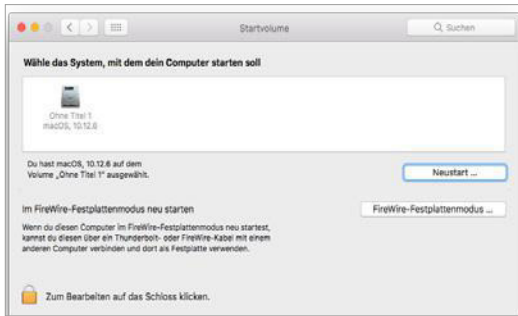 Startvolume
Suchen
Wähle das System, mit dem dein Computer starten soll
Ohne Titel 1
macOS, 10.12.6
Du hast macOS, 10.12.6 auf dem
Volume „Ohne Titel 1“ ausgewählt.
Neustart ...
Im FireWire-Festplattenmodus neu starten
FireWire-Festplattenmodus ...
Wenn du diesen Computer im FireWire-Festplattenmodus neu startest,
kannst du diesen über ein Thunderbolt- oder FireWire-Kabel mit einem
anderen Computer verbinden und dort als Festplatte verwenden.
Zum Bearbeiten auf das Schloss klicken.